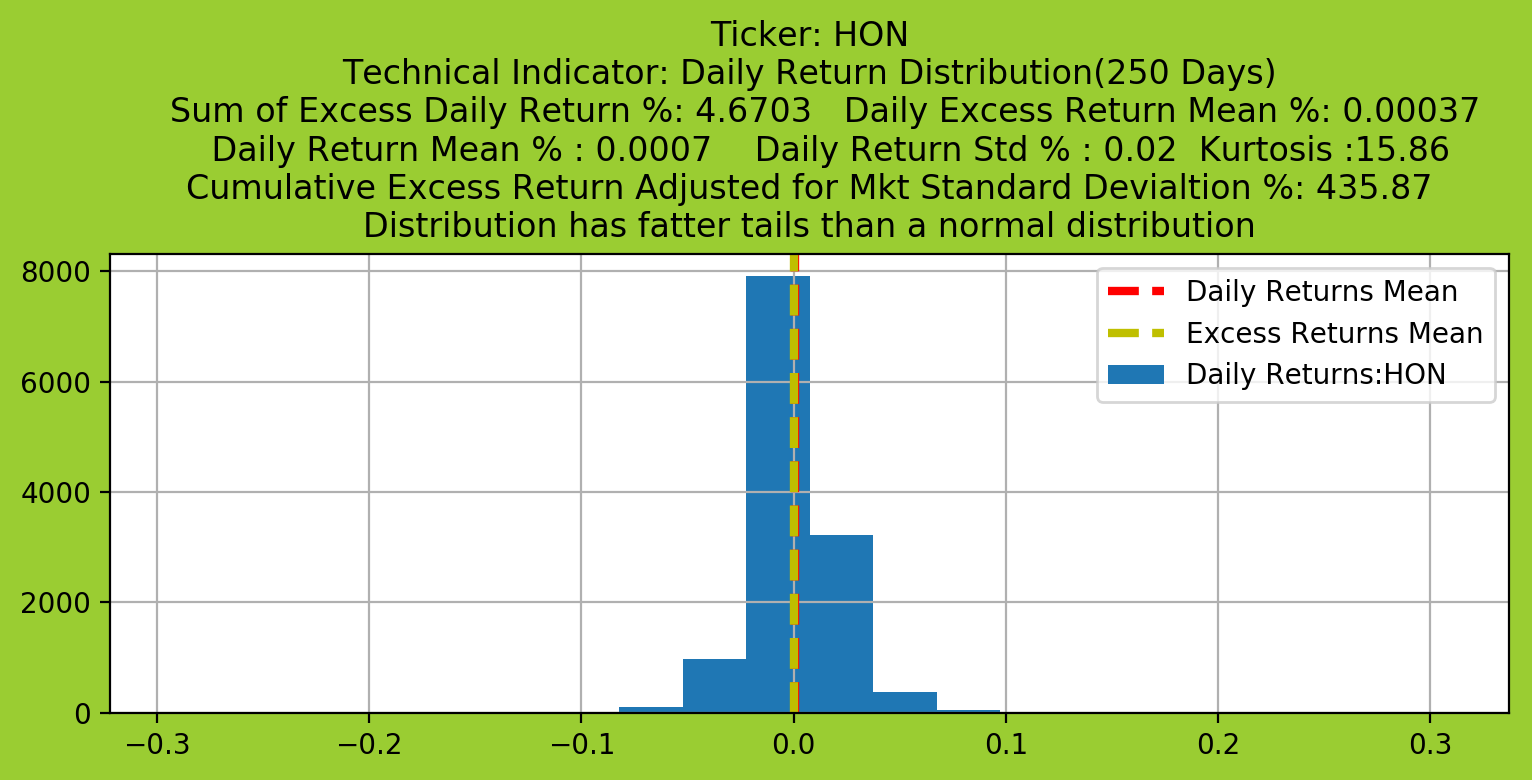 Ticker: HON
Technical Indicator: Daily Return Distribution(250 Days)
Sum of Excess Daily Return %: 4.6703   Daily Excess Return Mean %: 0.00037
Daily Return Mean % : 0.0007    Daily Return Std % : 0.02  Kurtosis :15.86
Cumulative Excess Return Adjusted for Mkt Standard Devialtion %: 435.87
Distribution has fatter tails than a normal distribution
8000
6000
4000
2000
0
Daily Returns Mean
Excess Returns Mean
Daily Returns:HON
−0.3 −0.2 −0.1 0.0 0.1 0.2 0.3